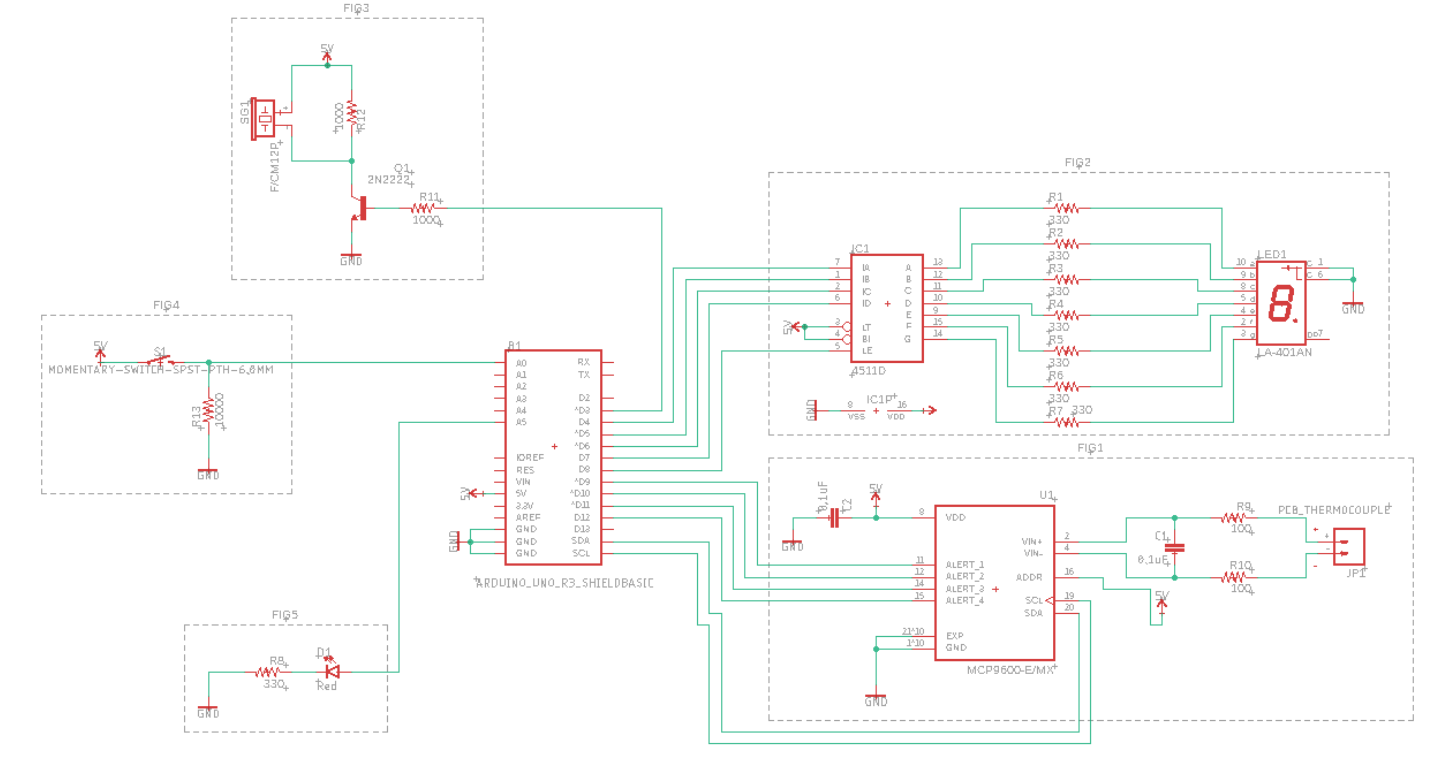 FIG3
5V
SG1
F/CM12P
1000
R12
Q1
2N2222
R11
1000
GND
FIG4
5V
S1
MOMENTARY-SWITCH-SPST-PTH-6.8MM
R13
10000
GND
FIG5
R8
330
D1
Red
GND
B1
A0 RX
A1 TX
A2
A3 D2
A4 ^D3
A5 D4
^D5
^D6
IOREF D7
RES D8
VIN ^D9
5V 5V ^D10
3.3V ^D11
AREF D12
GND D13
GND GND SDA
GND SCL
ARDUINO_UNO_R3_SHIELDBASIC
FIG2
IC1
7 IA A 13
1 IB B 12
2 IC C 11
6 ID D 10
E 9
5V 3 LT F 15
4 BI G 14
5 LE
4511D
GND 8 VSS IC1P 16 VDD
R1
330
R2
330
R3
330
R4
330
R5
330
R6
330
R7 330
LED1
10 a C 1
9 b C 6
8 c
5 d
4 e
2 f
3 g DP 7
LA-401AN
GND
FIG1
0.1uF
C2
5V
GND
U1
8 VDD
VIN+ 2
VIN- 4
11 ALERT_1
12 ALERT_2
14 ALERT_3
15 ALERT_4
ADDR 16
SCL 19
SDA 20
21^10 EXP
1^10 GND
MCP9600-E/MX
GND
C1
0.1uF
R9
100
R10
100
5V
PCB_THERMOCOUPLE
+
-
JP1